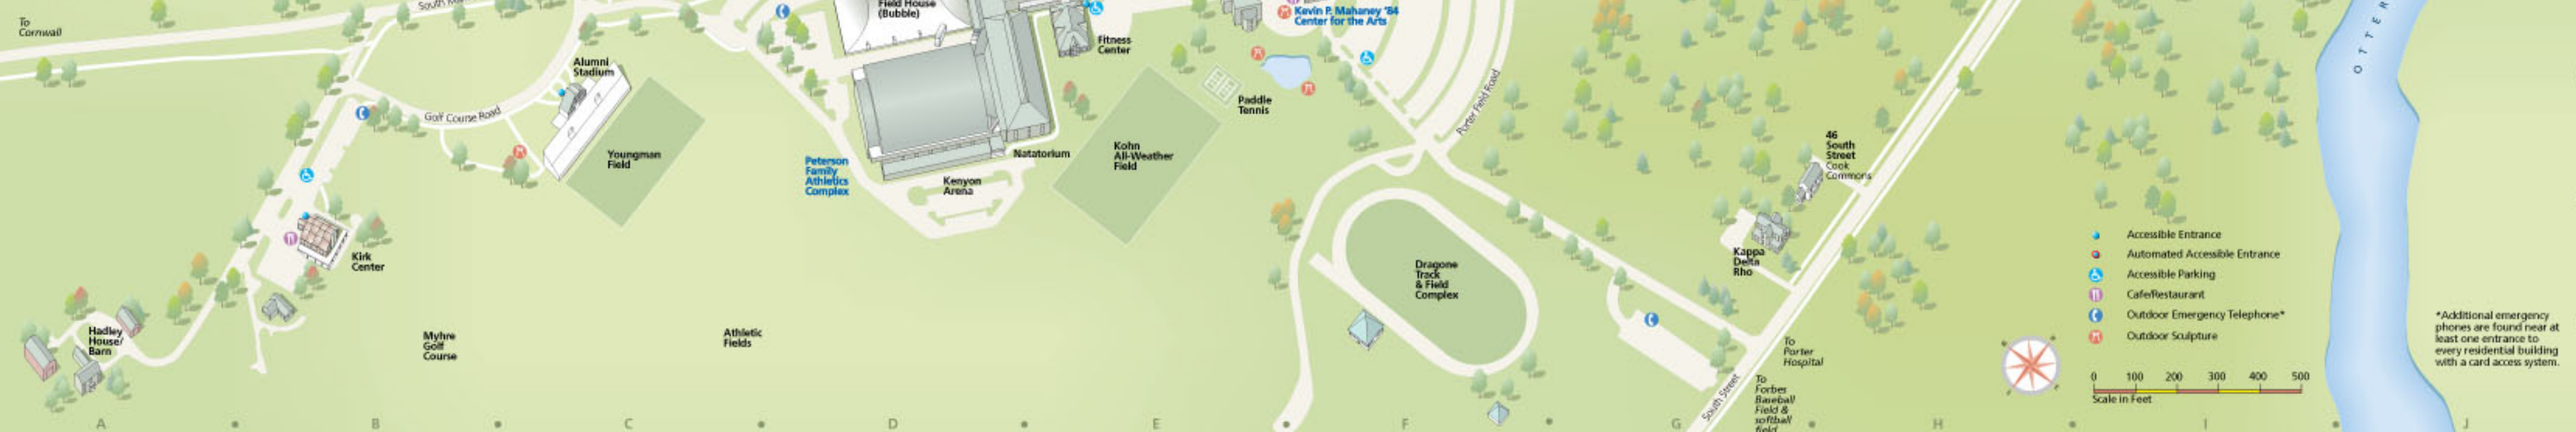 To
Cornwall
Field House
(Bubble)
Kevin P. Mahaney '84
Center for the Arts
Fitness
Center
Alumni
Stadium
OTTER
Golf Course Road
Porter Field Road
Paddle
Tennis
Youngman
Field
Peterson
Family
Athletics
Complex
Kenyon
Arena
Natatorium
Kohn
All-Weather
Field
46
South
Street
Cook
Commons
Kirk
Center
Dragone
Track
& Field
Complex
Kappa
Delta
Rho
Hadley
House/
Barn
Myhre
Golf
Course
Athletic
Fields
To
Porter
Hospital
To
Forbes
Baseball
Field &
softball
field
South Street
Accessible Entrance
Automated Accessible Entrance
Accessible Parking
Cafe/Restaurant
Outdoor Emergency Telephone*
Outdoor Sculpture
0 100 200 300 400 500
Scale in Feet
*Additional emergency
phones are found near at
least one entrance to
every residential building
with a card access system.
A B C D E F G H I J